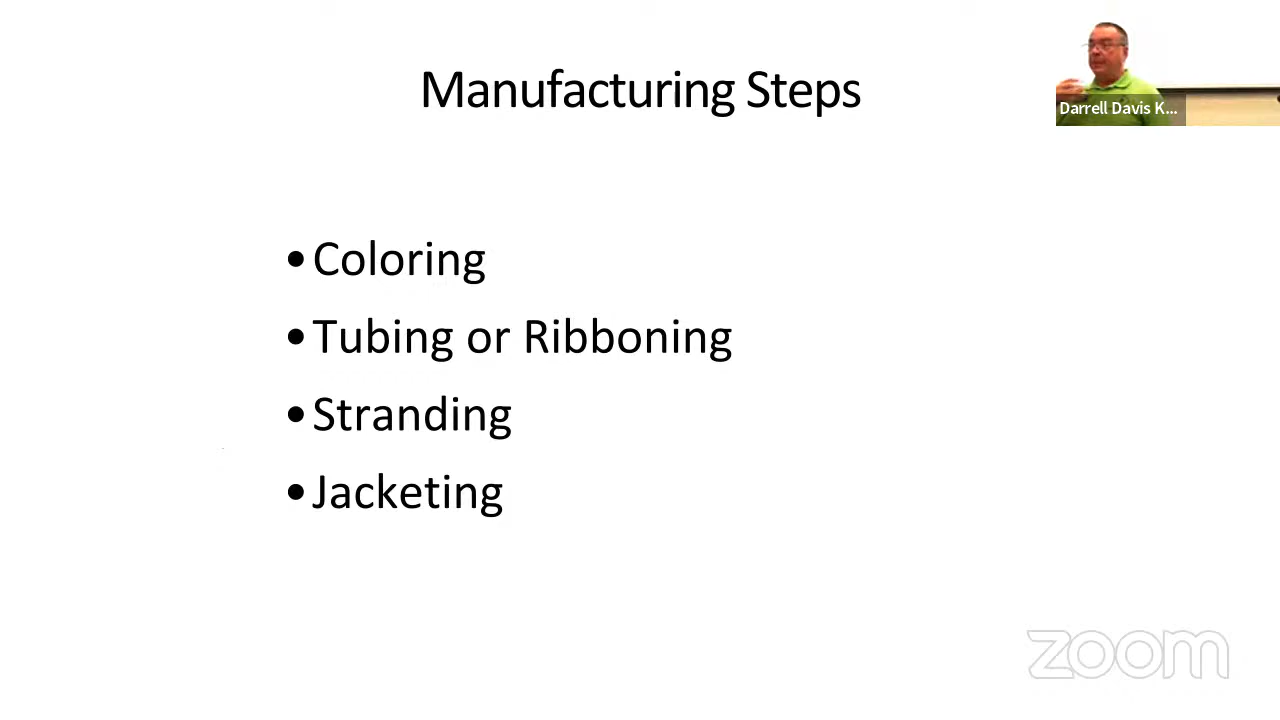 Manufacturing Steps
Darrell Davis K...
• Coloring
• Tubing or Ribboning
• Stranding
• Jacketing
zoom